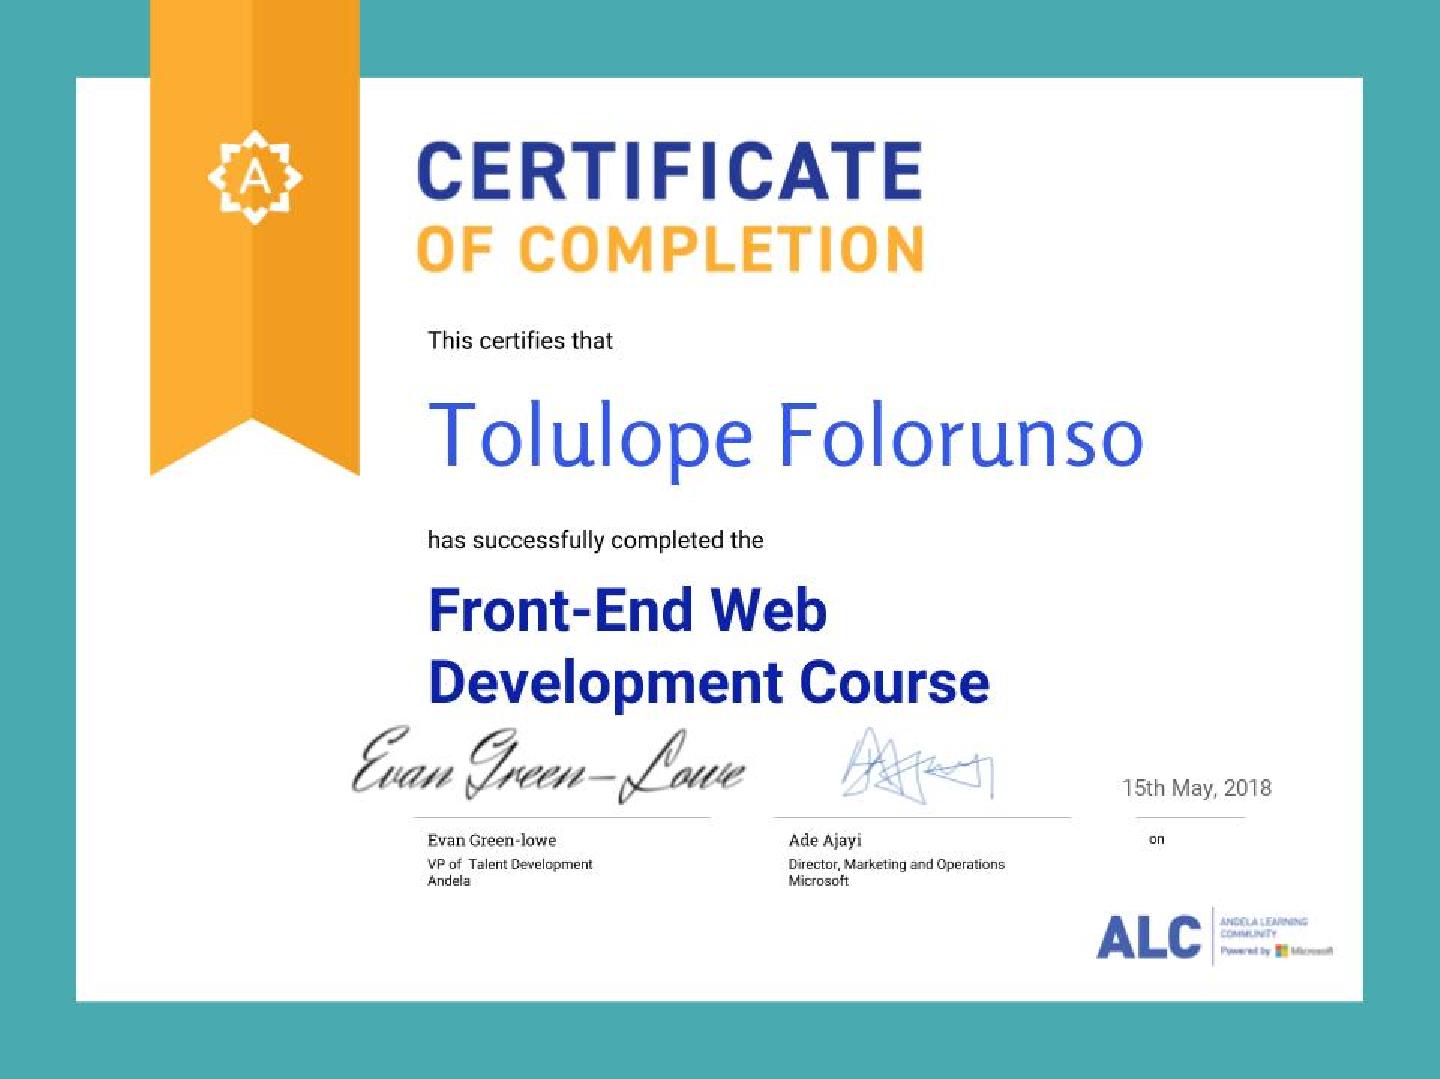 A
CERTIFICATE
OF COMPLETION
This certifies that
Tolulope Folorunso
has successfully completed the
Front-End Web
Development Course
Evan Green-Lowe
15th May, 2018
Evan Green-lowe
Ade Ajayi
on
VP of Talent Development
Director, Marketing and Operations
Andela
Microsoft
ALC
ANDELA LEARNING
COMMUNITY
Powered by Microsoft